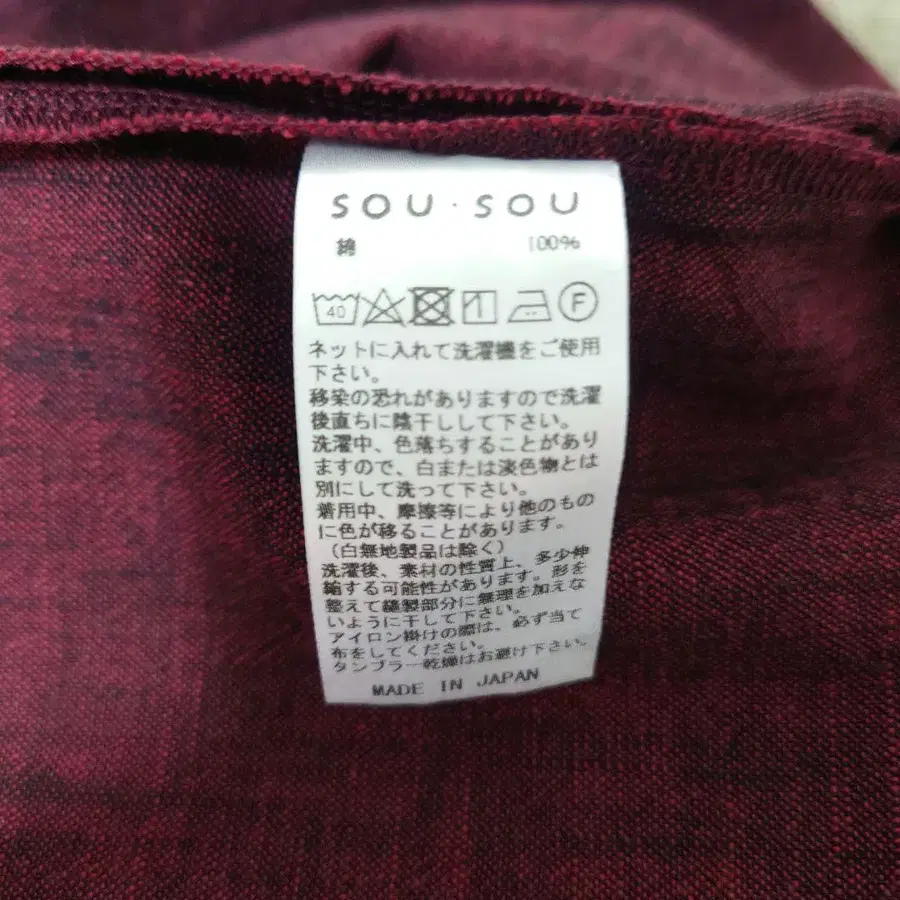 SOU・SOU
綿 100%
40 F
ネットに入れて洗濯機をご使用
下さい。
移染の恐れがありますので洗濯
後直ちに陰干しして下さい。
洗濯中、色落ちすることがあり
ますので、白または淡色物とは
別にして洗って下さい。
着用中、摩擦等により他のもの
に色が移ることがあります。
（白無地製品は除く）
洗濯後、素材の性質上、多少伸
縮する可能性があります。形を
整えて縫製部分に無理を加えな
いように干して下さい。
アイロン掛けの際は、必ず当て
布をしてください。
タンブラー乾燥はお避け下さい。
MADE IN JAPAN